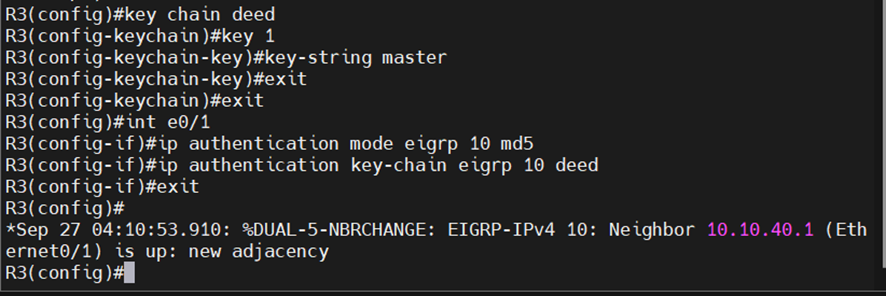 R3(config)#key chain deed
R3(config-keychain)#key 1
R3(config-keychain-key)#key-string master
R3(config-keychain-key)#exit
R3(config-keychain)#exit
R3(config)#int e0/1
R3(config-if)#ip authentication mode eigrp 10 md5
R3(config-if)#ip authentication key-chain eigrp 10 deed
R3(config-if)#exit
R3(config)#
*Sep 27 04:10:53.910: %DUAL-5-NBRCHANGE: EIGRP-IPv4 10: Neighbor 10.10.40.1 (Eth
ernet0/1) is up: new adjacency
R3(config)#